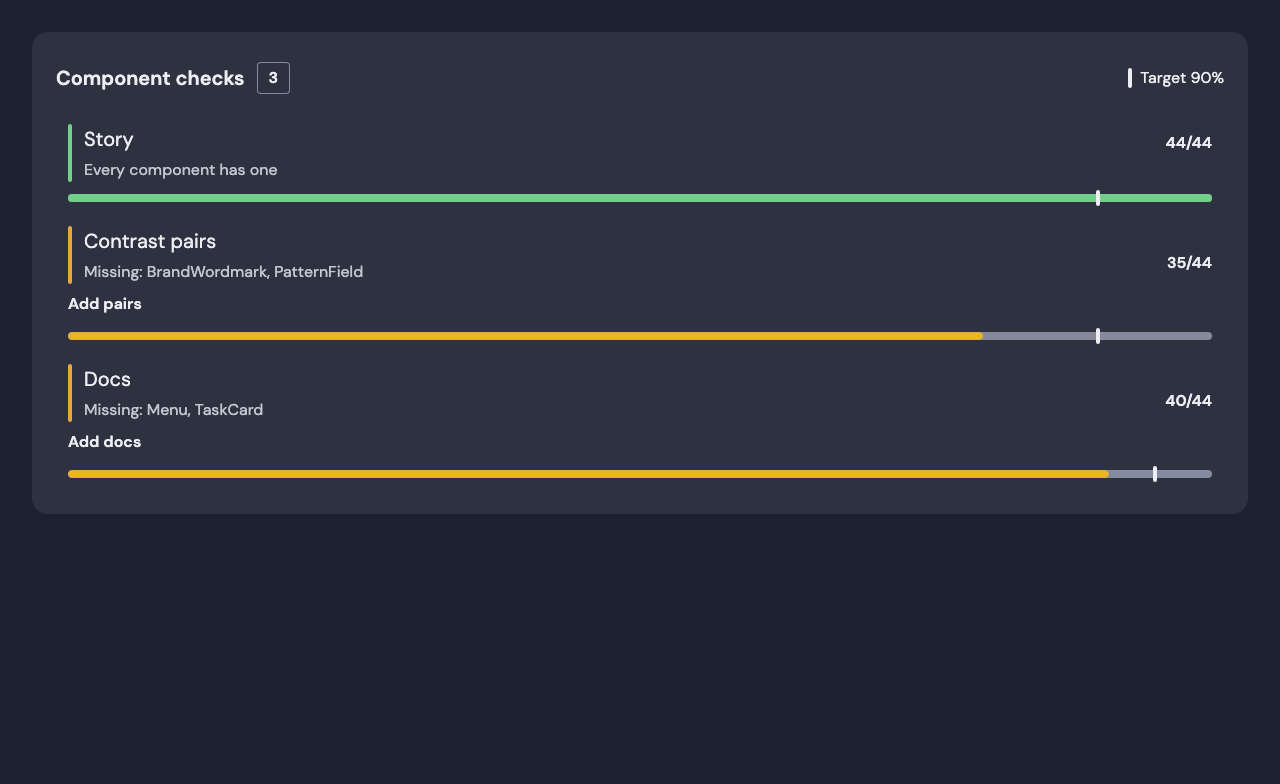 Component checks 3
Target 90%
Story
44/44
Every component has one
Contrast pairs
35/44
Missing: BrandWordmark, PatternField
Add pairs
Docs
40/44
Missing: Menu, TaskCard
Add docs